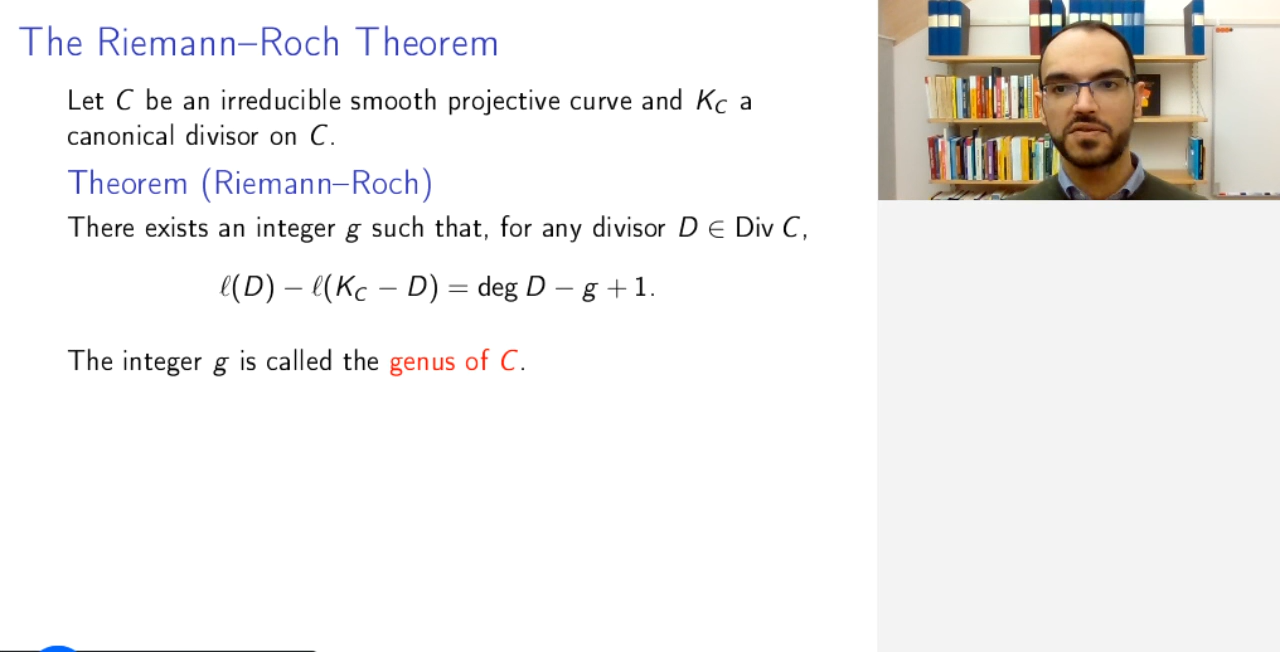 The Riemann–Roch Theorem
Let C be an irreducible smooth projective curve and K_C a
canonical divisor on C.
Theorem (Riemann–Roch)
There exists an integer g such that, for any divisor D ∈ Div C,
ℓ(D) − ℓ(K_C − D) = deg D − g + 1.
The integer g is called the genus of C.